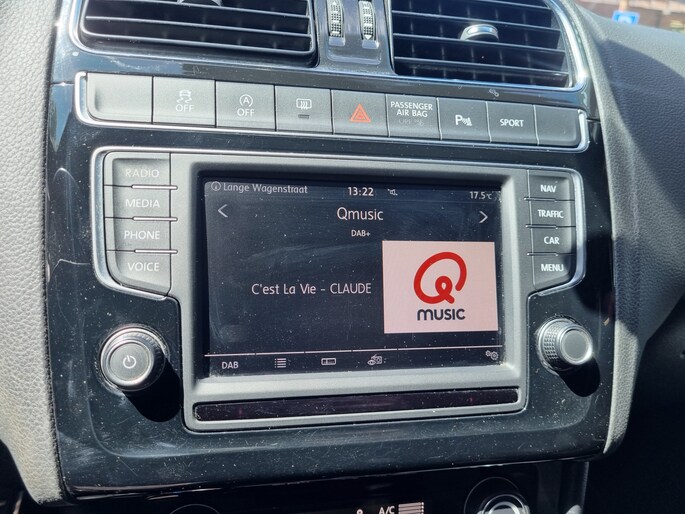 OFF
OFF
PASSENGER
AIR BAG
SPORT
RADIO
MEDIA
PHONE
VOICE
Lange Wagenstraat 13:22 17.5°C
Qmusic
DAB+
C'est La Vie - CLAUDE
Q
MUSIC
DAB
NAV
TRAFFIC
CAR
MENU
A/C